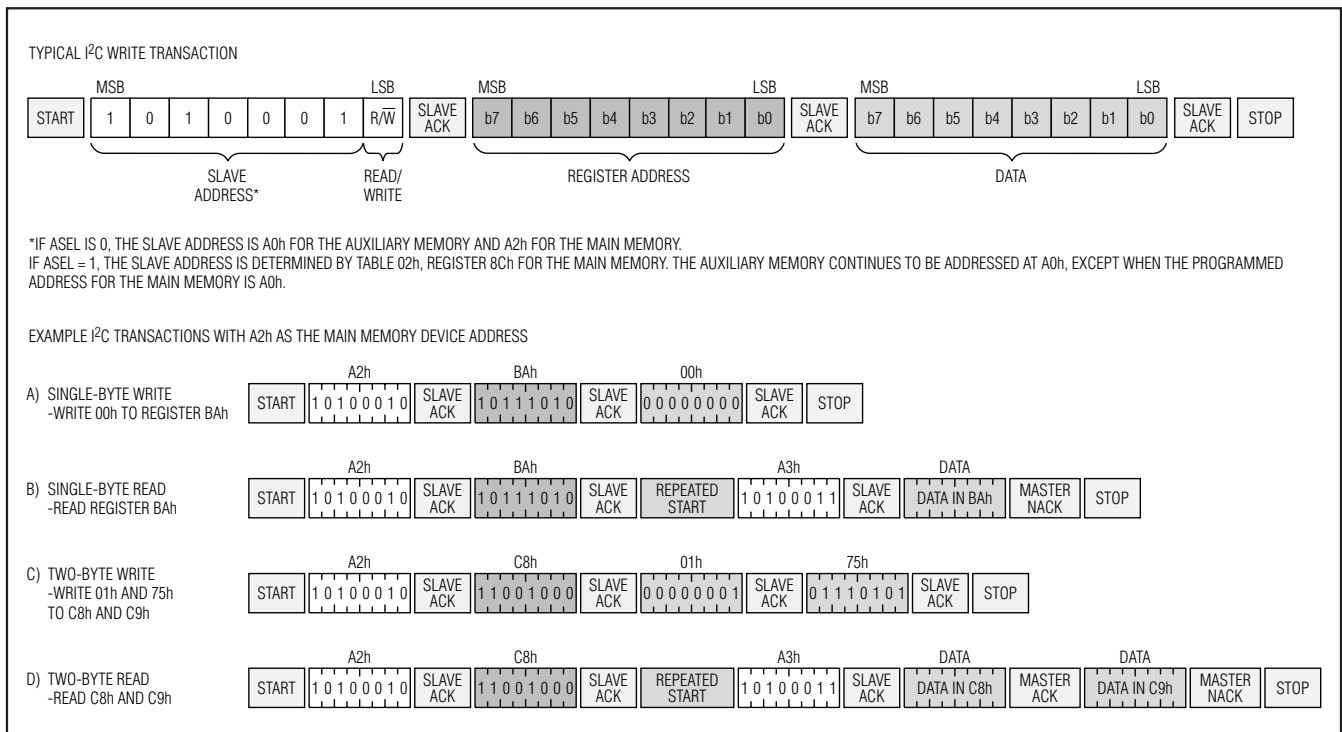 TYPICAL I2C WRITE TRANSACTION
MSB LSB MSB LSB MSB LSB
START 1 0 1 0 0 0 1 R/W̅ SLAVE ACK b7 b6 b5 b4 b3 b2 b1 b0 SLAVE ACK b7 b6 b5 b4 b3 b2 b1 b0 SLAVE ACK STOP
SLAVE ADDRESS* READ/WRITE REGISTER ADDRESS DATA
*IF ASEL IS 0, THE SLAVE ADDRESS IS A0h FOR THE AUXILIARY MEMORY AND A2h FOR THE MAIN MEMORY.
IF ASEL = 1, THE SLAVE ADDRESS IS DETERMINED BY TABLE 02h, REGISTER 8Ch FOR THE MAIN MEMORY. THE AUXILIARY MEMORY CONTINUES TO BE ADDRESSED AT A0h, EXCEPT WHEN THE PROGRAMMED
ADDRESS FOR THE MAIN MEMORY IS A0h.
EXAMPLE I2C TRANSACTIONS WITH A2h AS THE MAIN MEMORY DEVICE ADDRESS
A) SINGLE-BYTE WRITE
-WRITE 00h TO REGISTER BAh
A2h BAh 00h
START 10100010 SLAVE ACK 10111010 SLAVE ACK 00000000 SLAVE ACK STOP
B) SINGLE-BYTE READ
-READ REGISTER BAh
A2h BAh A3h DATA
START 10100010 SLAVE ACK 10111010 SLAVE ACK REPEATED START 10100011 SLAVE ACK DATA IN BAh MASTER NACK STOP
C) TWO-BYTE WRITE
-WRITE 01h AND 75h
TO C8h AND C9h
A2h C8h 01h 75h
START 10100010 SLAVE ACK 11001000 SLAVE ACK 00000001 SLAVE ACK 01110101 SLAVE ACK STOP
D) TWO-BYTE READ
-READ C8h AND C9h
A2h C8h A3h DATA DATA
START 10100010 SLAVE ACK 11001000 SLAVE ACK REPEATED START 10100011 SLAVE ACK DATA IN C8h MASTER ACK DATA IN C9h MASTER NACK STOP